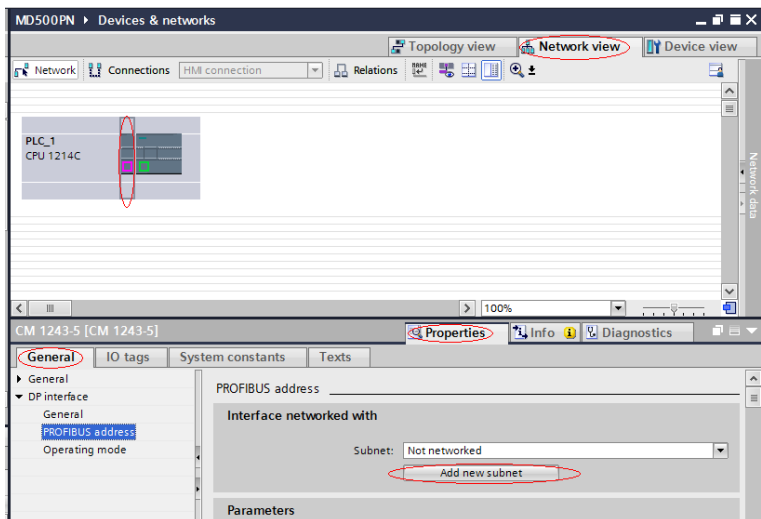 MD500PN ▸ Devices & networks
Topology view Network view Device view
Network Connections HMI connection Relations
PLC_1
CPU 1214C
Network data
100%
CM 1243-5 [CM 1243-5]
Properties Info Diagnostics
General IO tags System constants Texts
General
DP interface
General
PROFIBUS address
Operating mode
PROFIBUS address
Interface networked with
Subnet: Not networked
Add new subnet
Parameters